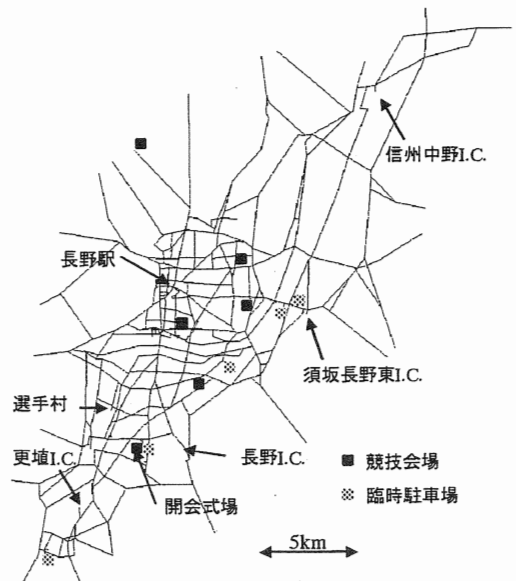 信州中野I.C.
長野駅
須坂長野東I.C.
選手村
更埴I.C.
長野I.C.
競技会場
開会式場
臨時駐車場
5km